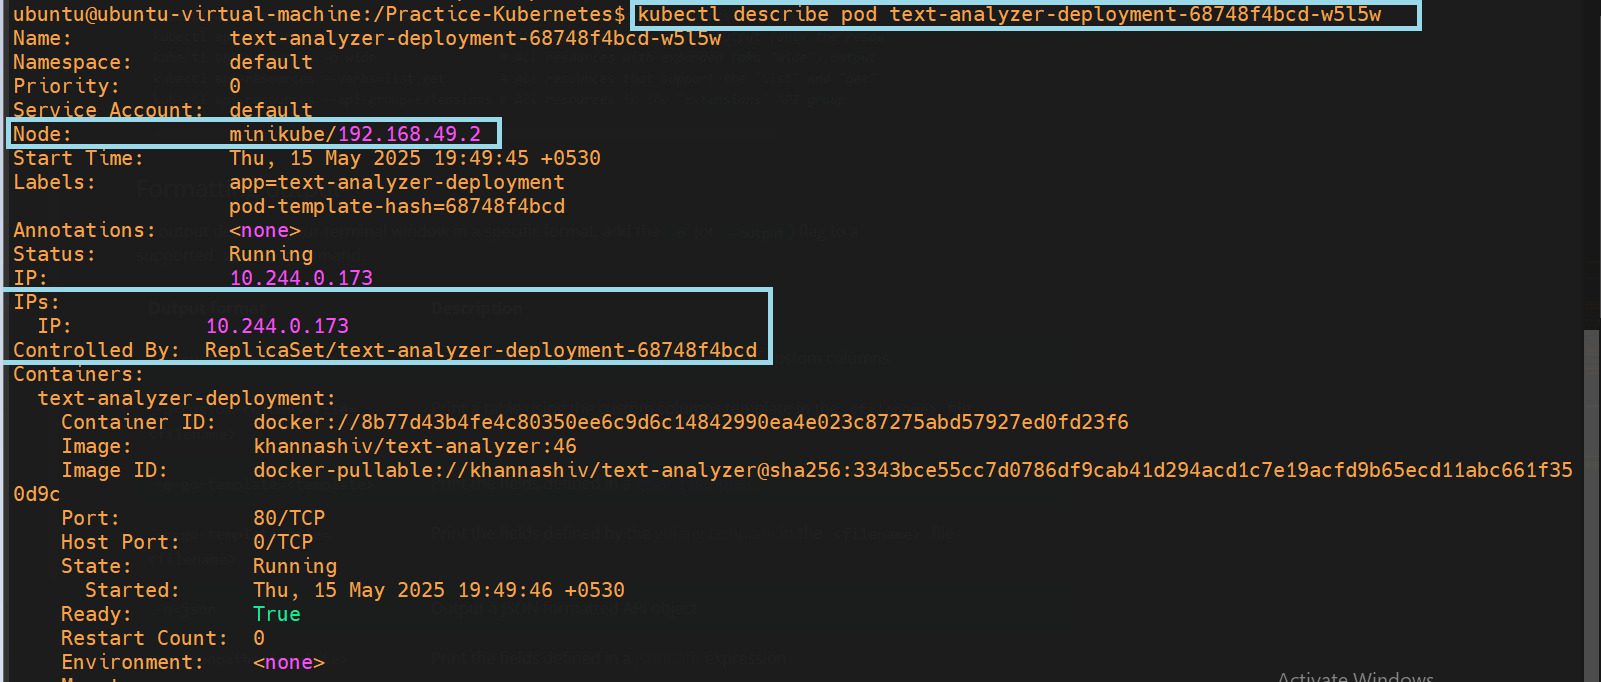 ubuntu@ubuntu-virtual-machine:/Practice-Kubernetes$ kubectl describe pod text-analyzer-deployment-68748f4bcd-w5l5w
Name:             text-analyzer-deployment-68748f4bcd-w5l5w
Namespace:        default
Priority:         0
Service Account:  default
Node:             minikube/192.168.49.2
Start Time:       Thu, 15 May 2025 19:49:45 +0530
Labels:           app=text-analyzer-deployment
                  pod-template-hash=68748f4bcd
Annotations:      <none>
Status:           Running
IP:               10.244.0.173
IPs:
  IP:           10.244.0.173
Controlled By:  ReplicaSet/text-analyzer-deployment-68748f4bcd
Containers:
  text-analyzer-deployment:
    Container ID:   docker://8b77d43b4fe4c80350ee6c9d6c14842990ea4e023c87275abd57927ed0fd23f6
    Image:          khannashiv/text-analyzer:46
    Image ID:       docker-pullable://khannashiv/text-analyzer@sha256:3343bce55cc7d0786df9cab41d294acd1c7e19acfd9b65ecd11abc661f35
0d9c
    Port:           80/TCP
    Host Port:      0/TCP
    State:          Running
      Started:      Thu, 15 May 2025 19:49:46 +0530
    Ready:          True
    Restart Count:  0
    Environment:    <none>
Activate Windows